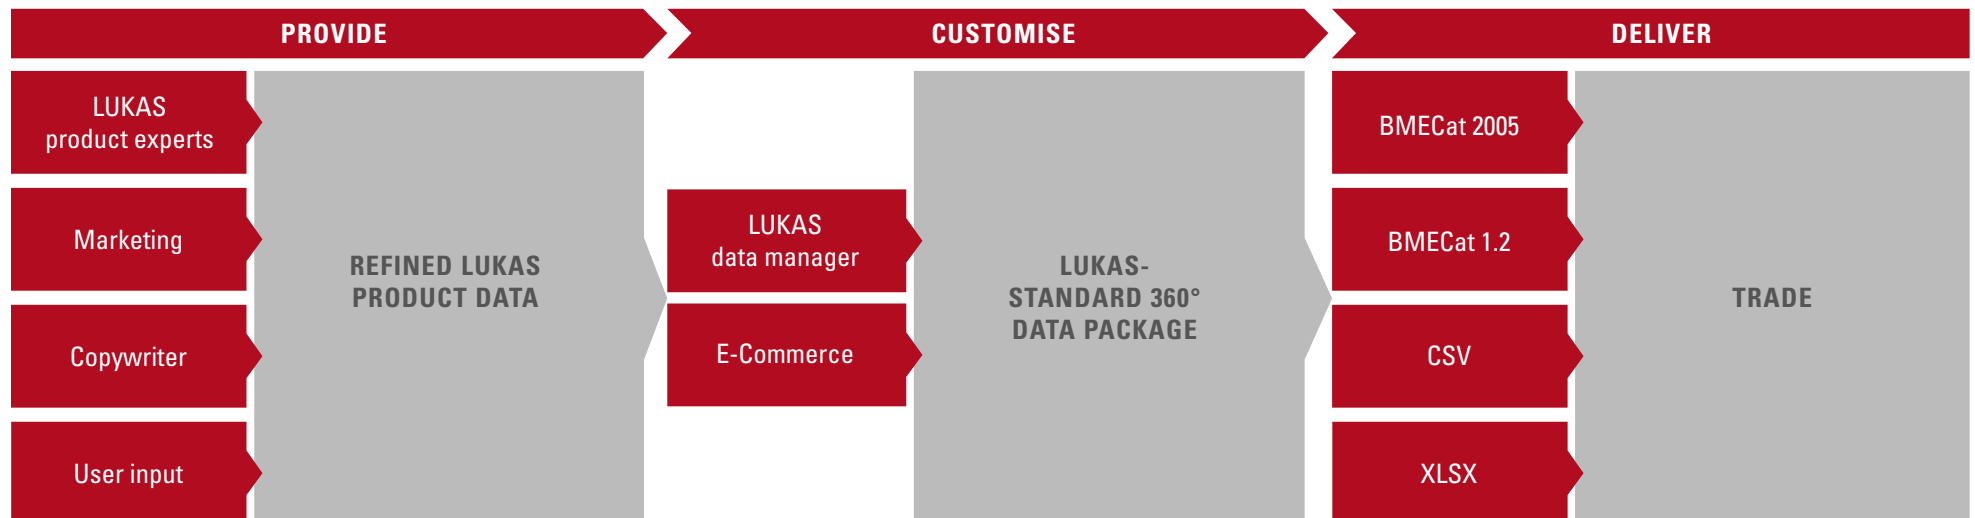 PROVIDE
CUSTOMISE
DELIVER
LUKAS
product experts
Marketing
Copywriter
User input
REFINED LUKAS
PRODUCT DATA
LUKAS
data manager
E-Commerce
LUKAS-
STANDARD 360°
DATA PACKAGE
BMECat 2005
BMECat 1.2
CSV
XLSX
TRADE